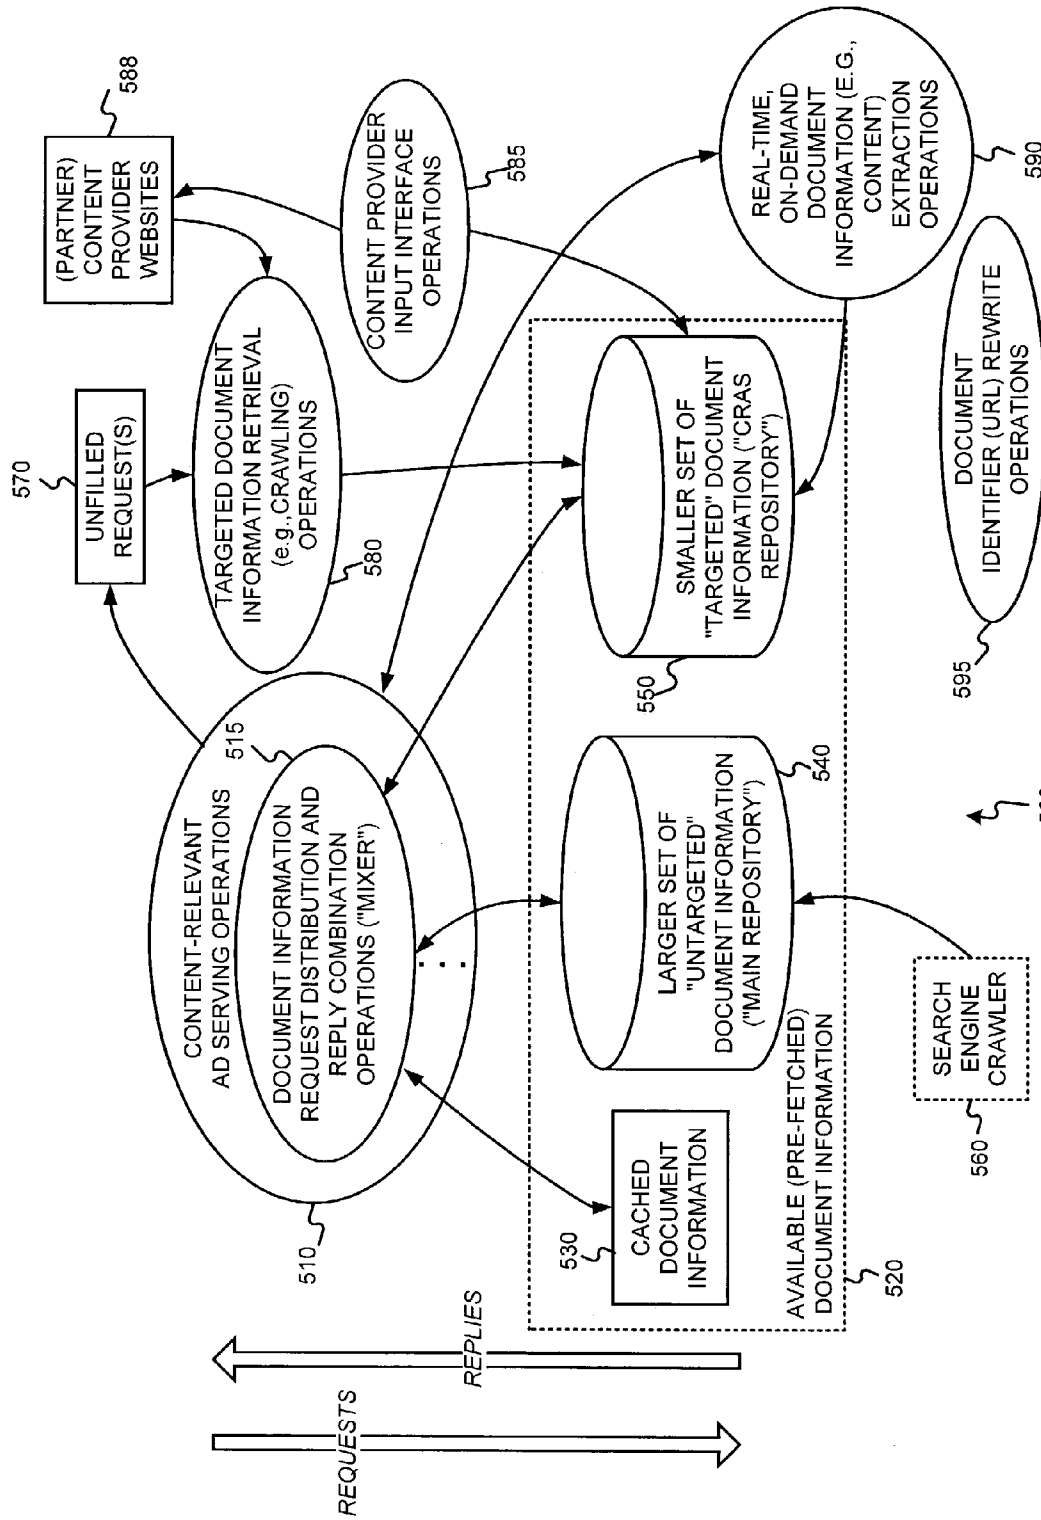 REQUESTS
REPLIES
510
CONTENT-RELEVANT
AD SERVING OPERATIONS
515
DOCUMENT INFORMATION
REQUEST DISTRIBUTION AND
REPLY COMBINATION
OPERATIONS ("MIXER")
. . .
570
UNFILLED
REQUEST(S)
TARGETED DOCUMENT
INFORMATION RETRIEVAL
(e.g.,CRAWLING)
OPERATIONS
580
(PARTNER)
CONTENT
PROVIDER
WEBSITES
588
CONTENT PROVIDER
INPUT INTERFACE
OPERATIONS
585
530
CACHED
DOCUMENT
INFORMATION
LARGER SET OF
"UNTARGETED"
DOCUMENT INFORMATION
("MAIN REPOSITORY")
540
550
SMALLER SET OF
"TARGETED" DOCUMENT
INFORMATION ("CRAS
REPOSITORY")
AVAILABLE (PRE-FETCHED)
DOCUMENT INFORMATION
520
REAL-TIME,
ON-DEMAND
DOCUMENT
INFORMATION (E.G.,
CONTENT)
EXTRACTION
OPERATIONS
590
560
SEARCH
ENGINE
CRAWLER
595
DOCUMENT
IDENTIFIER (URL) REWRITE
OPERATIONS